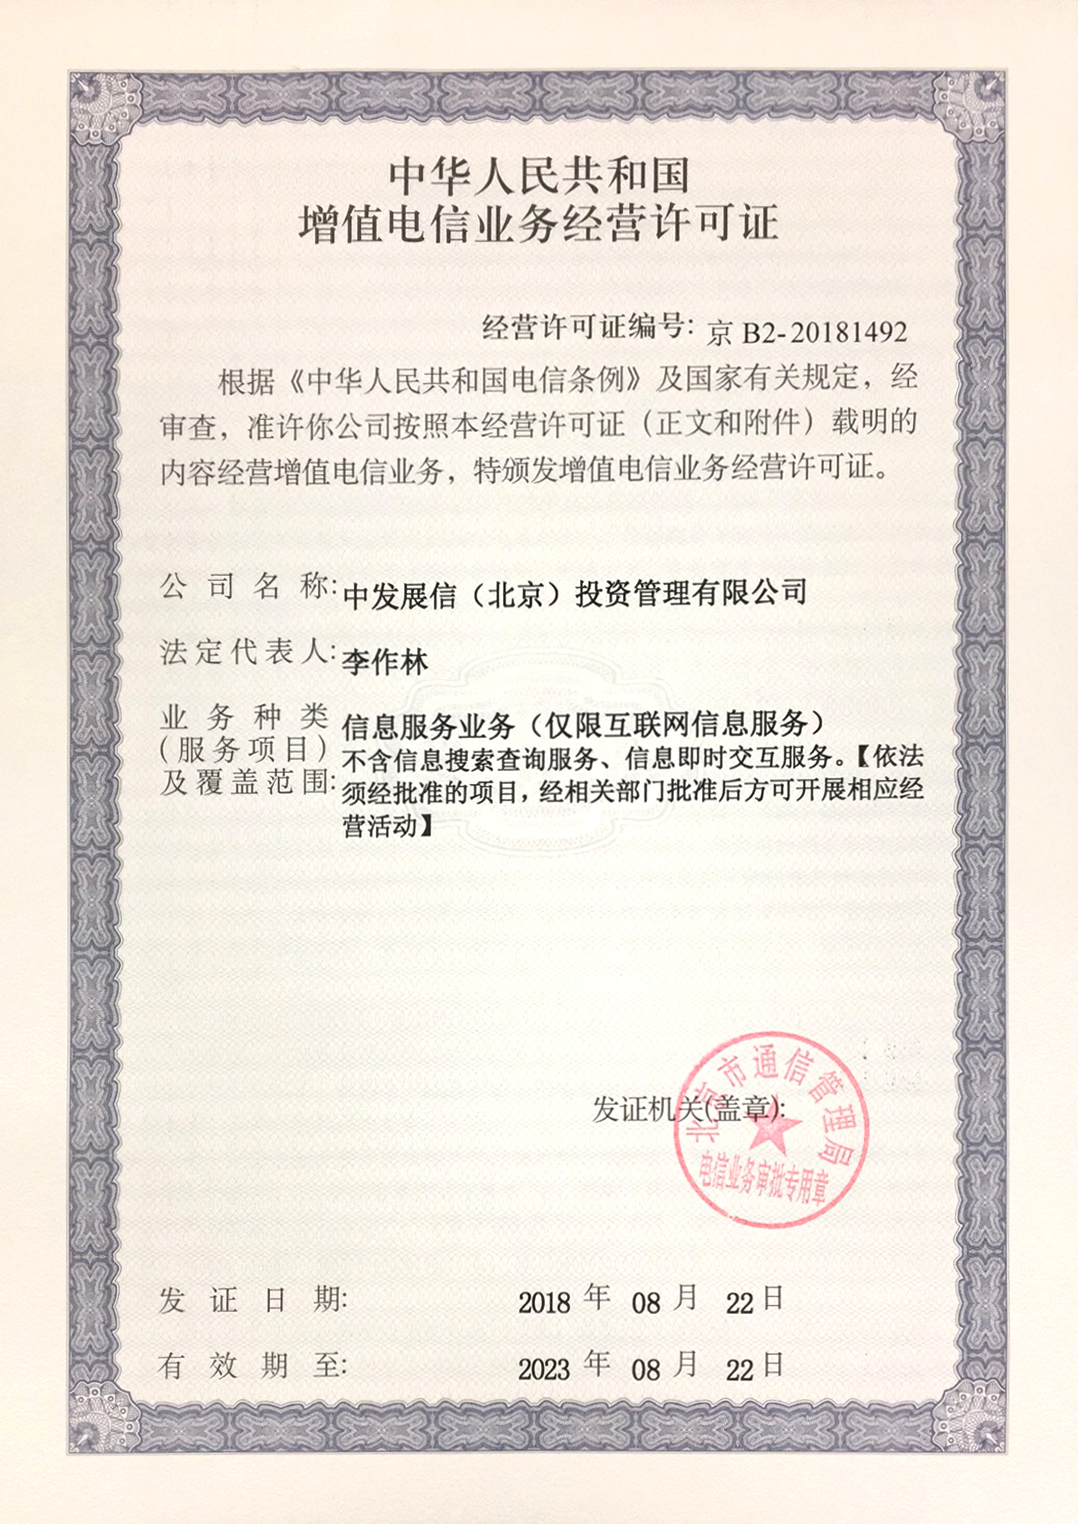 中华人民共和国
增值电信业务经营许可证
经营许可证编号: 京 B2-20181492
根据《中华人民共和国电信条例》及国家有关规定，经
审查，准许你公司按照本经营许可证（正文和附件）载明的
内容经营增值电信业务，特颁发增值电信业务经营许可证。
公司名称: 中发展信（北京）投资管理有限公司
法定代表人: 李作林
业务种类 信息服务业务（仅限互联网信息服务）
(服务项目) 不含信息搜索查询服务、信息即时交互服务。【依法
及覆盖范围: 须经批准的项目，经相关部门批准后方可开展相应经
营活动】
北京市通信管理局
发证机关(盖章):
电信业务审批专用章
发证日期: 2018 年 08 月 22 日
有效期至: 2023 年 08 月 22 日